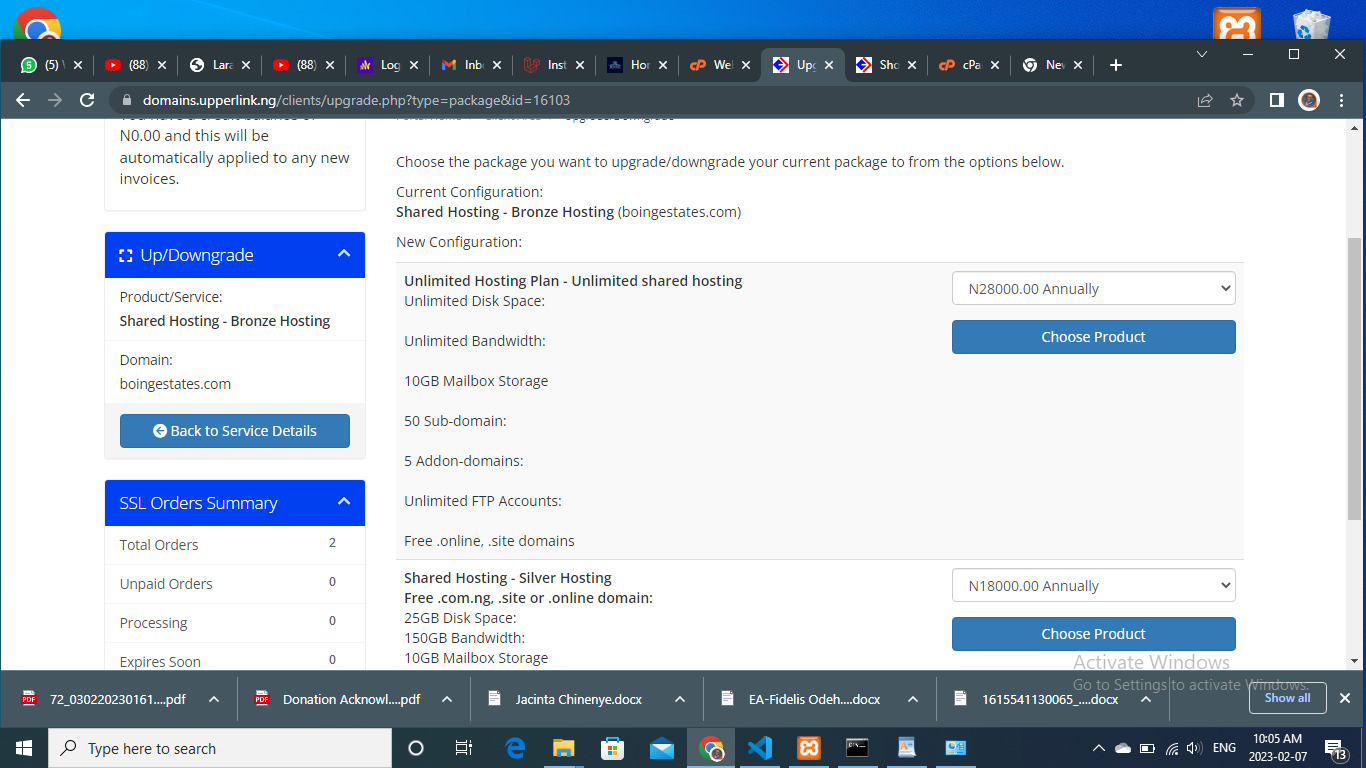 (5) W
(88)
Lara
(88)
Log
Inb
Inst
Hor
Wel
Upg
Sho
cPa
New
domains.upperlink.ng/clients/upgrade.php?type=package&id=16103
N0.00 and this will be
automatically applied to any new
invoices.
Up/Downgrade
Product/Service:
Shared Hosting - Bronze Hosting
Domain:
boingestates.com
Back to Service Details
SSL Orders Summary
Total Orders 2
Unpaid Orders 0
Processing 0
Expires Soon 0
Choose the package you want to upgrade/downgrade your current package to from the options below.
Current Configuration:
Shared Hosting - Bronze Hosting (boingestates.com)
New Configuration:
Unlimited Hosting Plan - Unlimited shared hosting
Unlimited Disk Space:
Unlimited Bandwidth:
10GB Mailbox Storage
50 Sub-domain:
5 Addon-domains:
Unlimited FTP Accounts:
Free .online, .site domains
N28000.00 Annually
Choose Product
Shared Hosting - Silver Hosting
Free .com.ng, .site or .online domain:
25GB Disk Space:
150GB Bandwidth:
10GB Mailbox Storage
N18000.00 Annually
Choose Product
Activate Windows
Go to Settings to activate Windows.
72_030220230161....pdf
Donation Acknowl....pdf
Jacinta Chinenye.docx
EA-Fidelis Odeh....docx
1615541130065_....docx
Show all
Type here to search
ENG
10:05 AM
2023-02-07
13